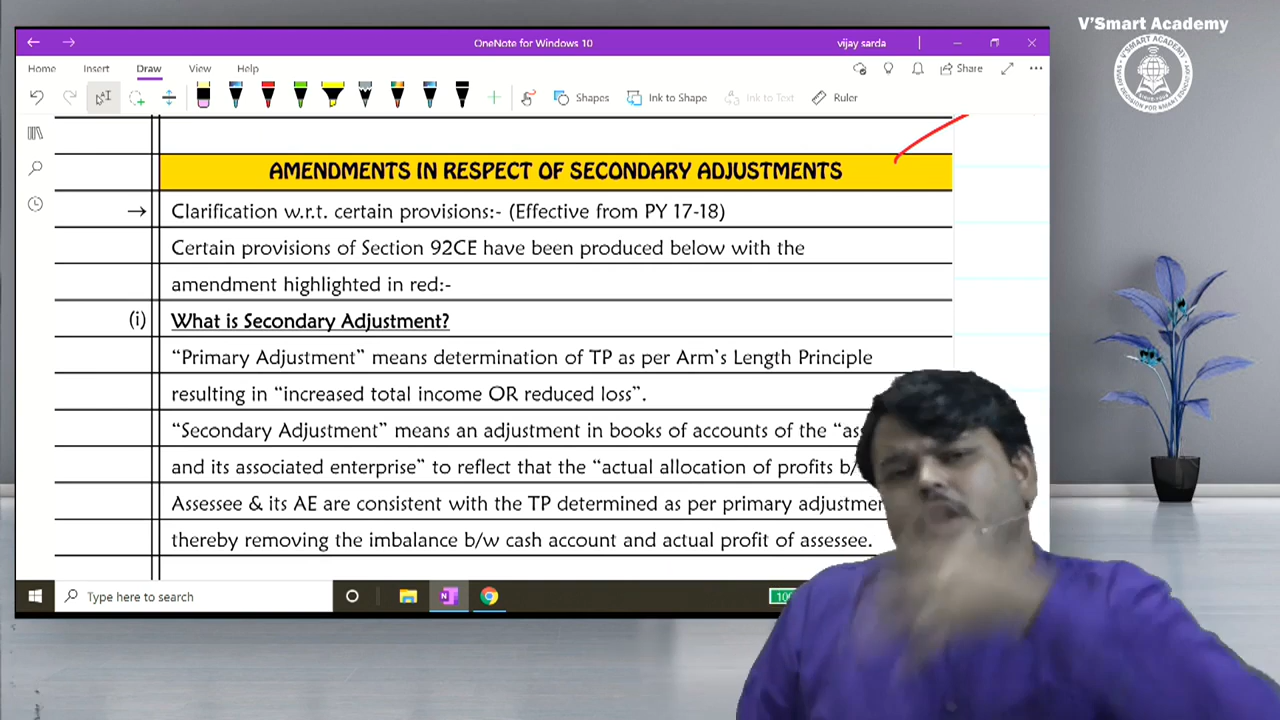 V'Smart Academy
OneNote for Windows 10
vijay sarda
Home Insert Draw View Help
Share
Shapes
Ink to Shape
Ink to Text
Ruler
AMENDMENTS IN RESPECT OF SECONDARY ADJUSTMENTS
→ Clarification w.r.t. certain provisions:- (Effective from PY 17-18)
Certain provisions of Section 92CE have been produced below with the
amendment highlighted in red:-
(i) What is Secondary Adjustment?
“Primary Adjustment” means determination of TP as per Arm's Length Principle
resulting in “increased total income OR reduced loss”.
“Secondary Adjustment” means an adjustment in books of accounts of the
and its associated enterprise” to reflect that the “actual allocation of profits
Assessee & its AE are consistent with the TP determined as per primary
thereby removing the imbalance b/w cash account and actual profit of assessee.
Type here to search